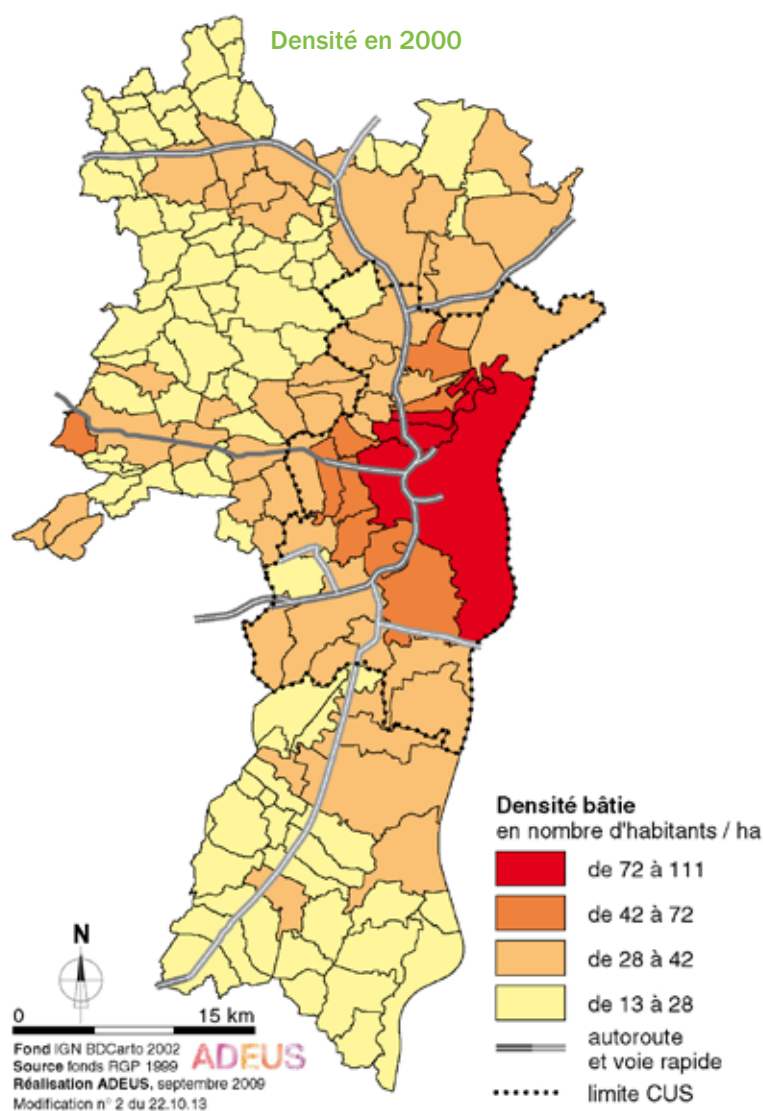 Densité en 2000
Densité bâtie
en nombre d'habitants / ha
de 72 à 111
de 42 à 72
de 28 à 42
de 13 à 28
autoroute
et voie rapide
limite CUS
N
0 15 km
Fond IGN BDCarto 2002
Source fonds RGP 1999
Réalisation ADEUS, septembre 2009
Modification n° 2 du 22.10.13
ADEUS